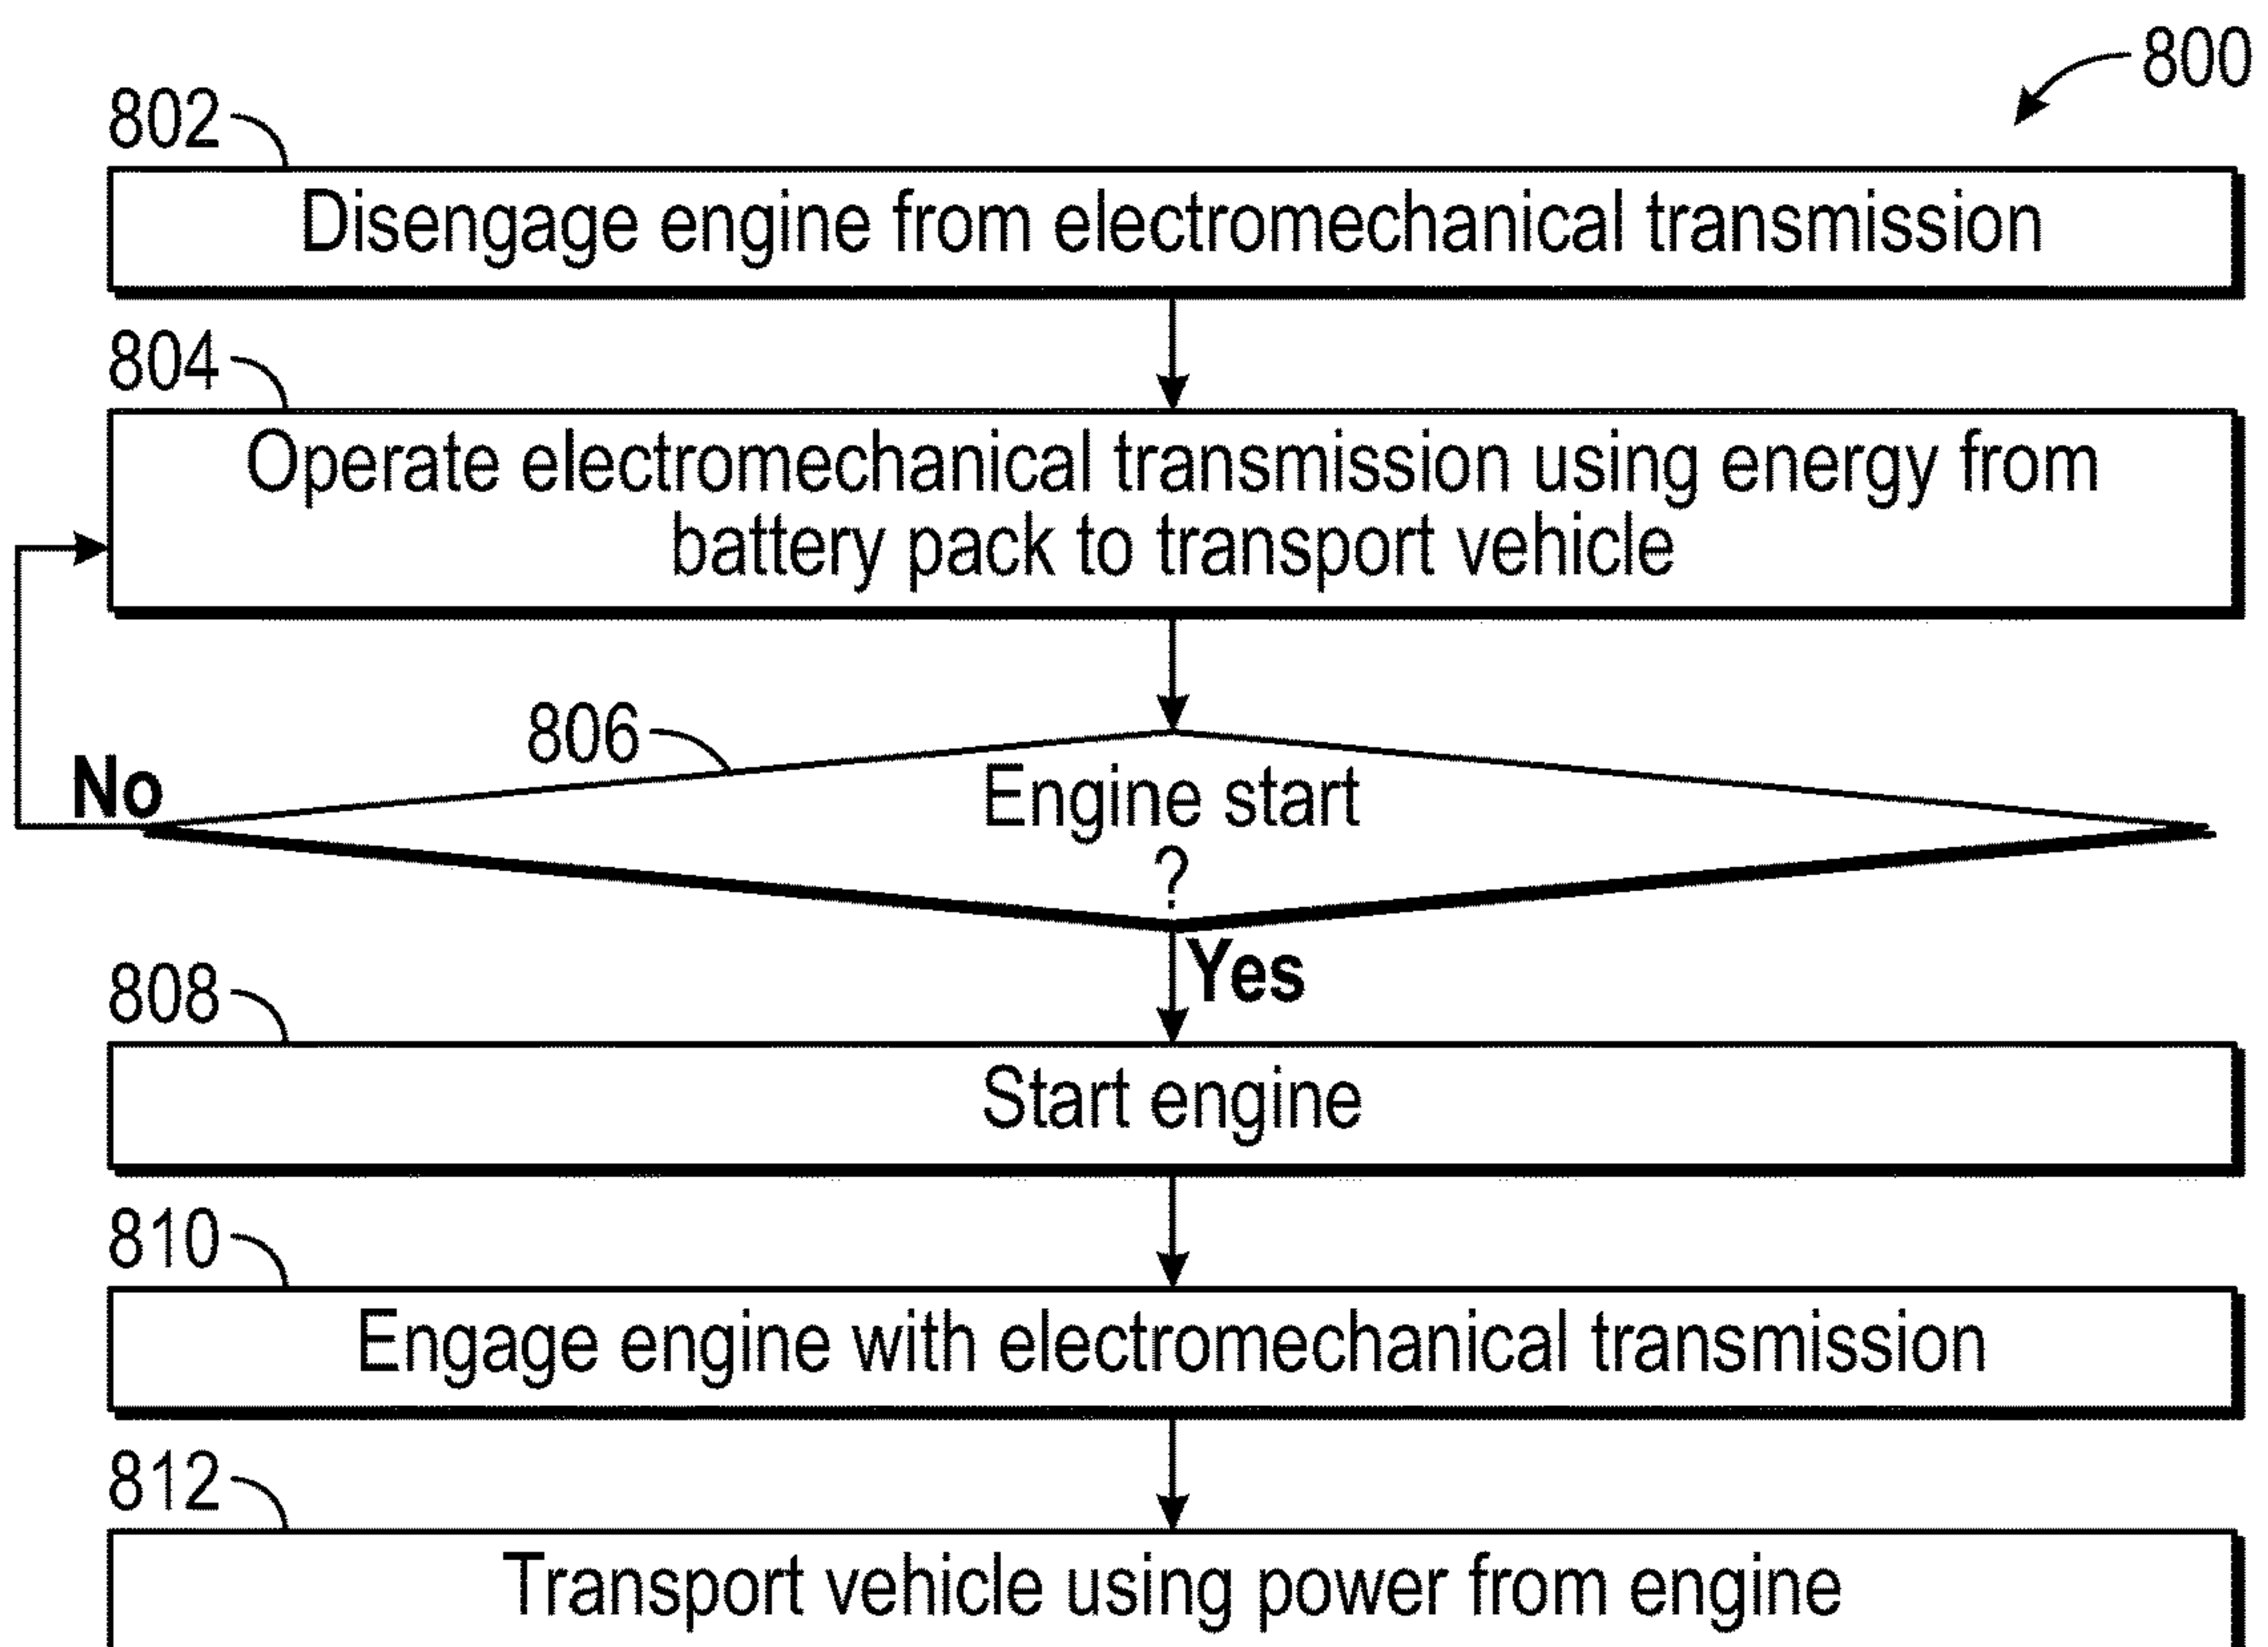 800
802
Disengage engine from electromechanical transmission
804
Operate electromechanical transmission using energy from
battery pack to transport vehicle
806
No
Engine start
?
Yes
808
Start engine
810
Engage engine with electromechanical transmission
812
Transport vehicle using power from engine